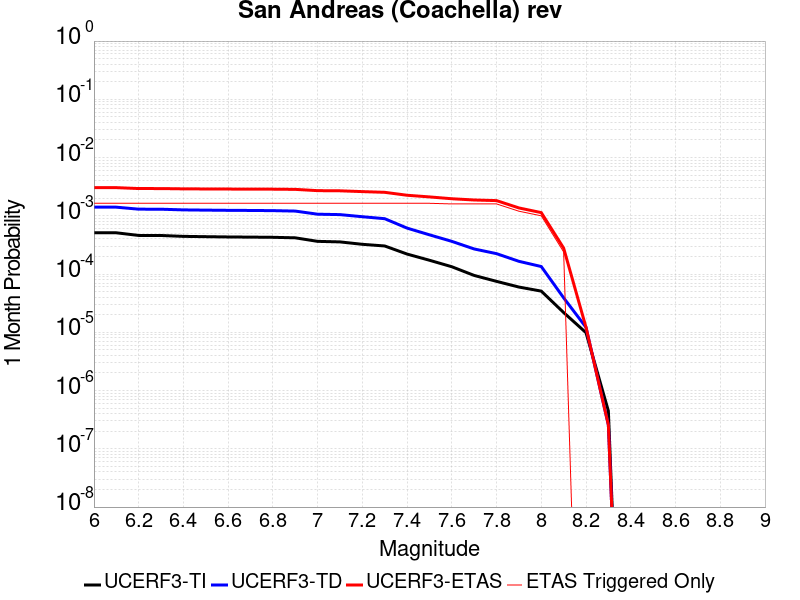 San Andreas (Coachella) rev
10^0
10^-1
10^-2
10^-3
10^-4
10^-5
10^-6
10^-7
10^-8
1 Month Probability
6 6.2 6.4 6.6 6.8 7 7.2 7.4 7.6 7.8 8 8.2 8.4 8.6 8.8 9
Magnitude
UCERF3-TI UCERF3-TD UCERF3-ETAS ETAS Triggered Only